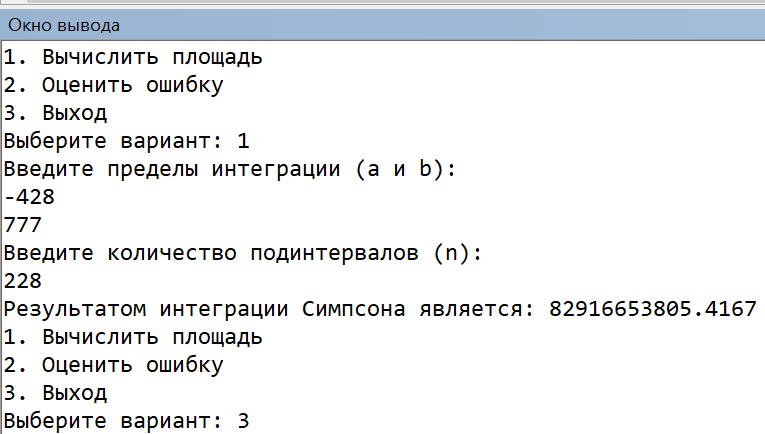 Окно вывода
1. Вычислить площадь
2. Оценить ошибку
3. Выход
Выберите вариант: 1
Введите пределы интеграции (a и b):
-428
777
Введите количество подинтервалов (n):
228
Результатом интеграции Симпсона является: 82916653805.4167
1. Вычислить площадь
2. Оценить ошибку
3. Выход
Выберите вариант: 3